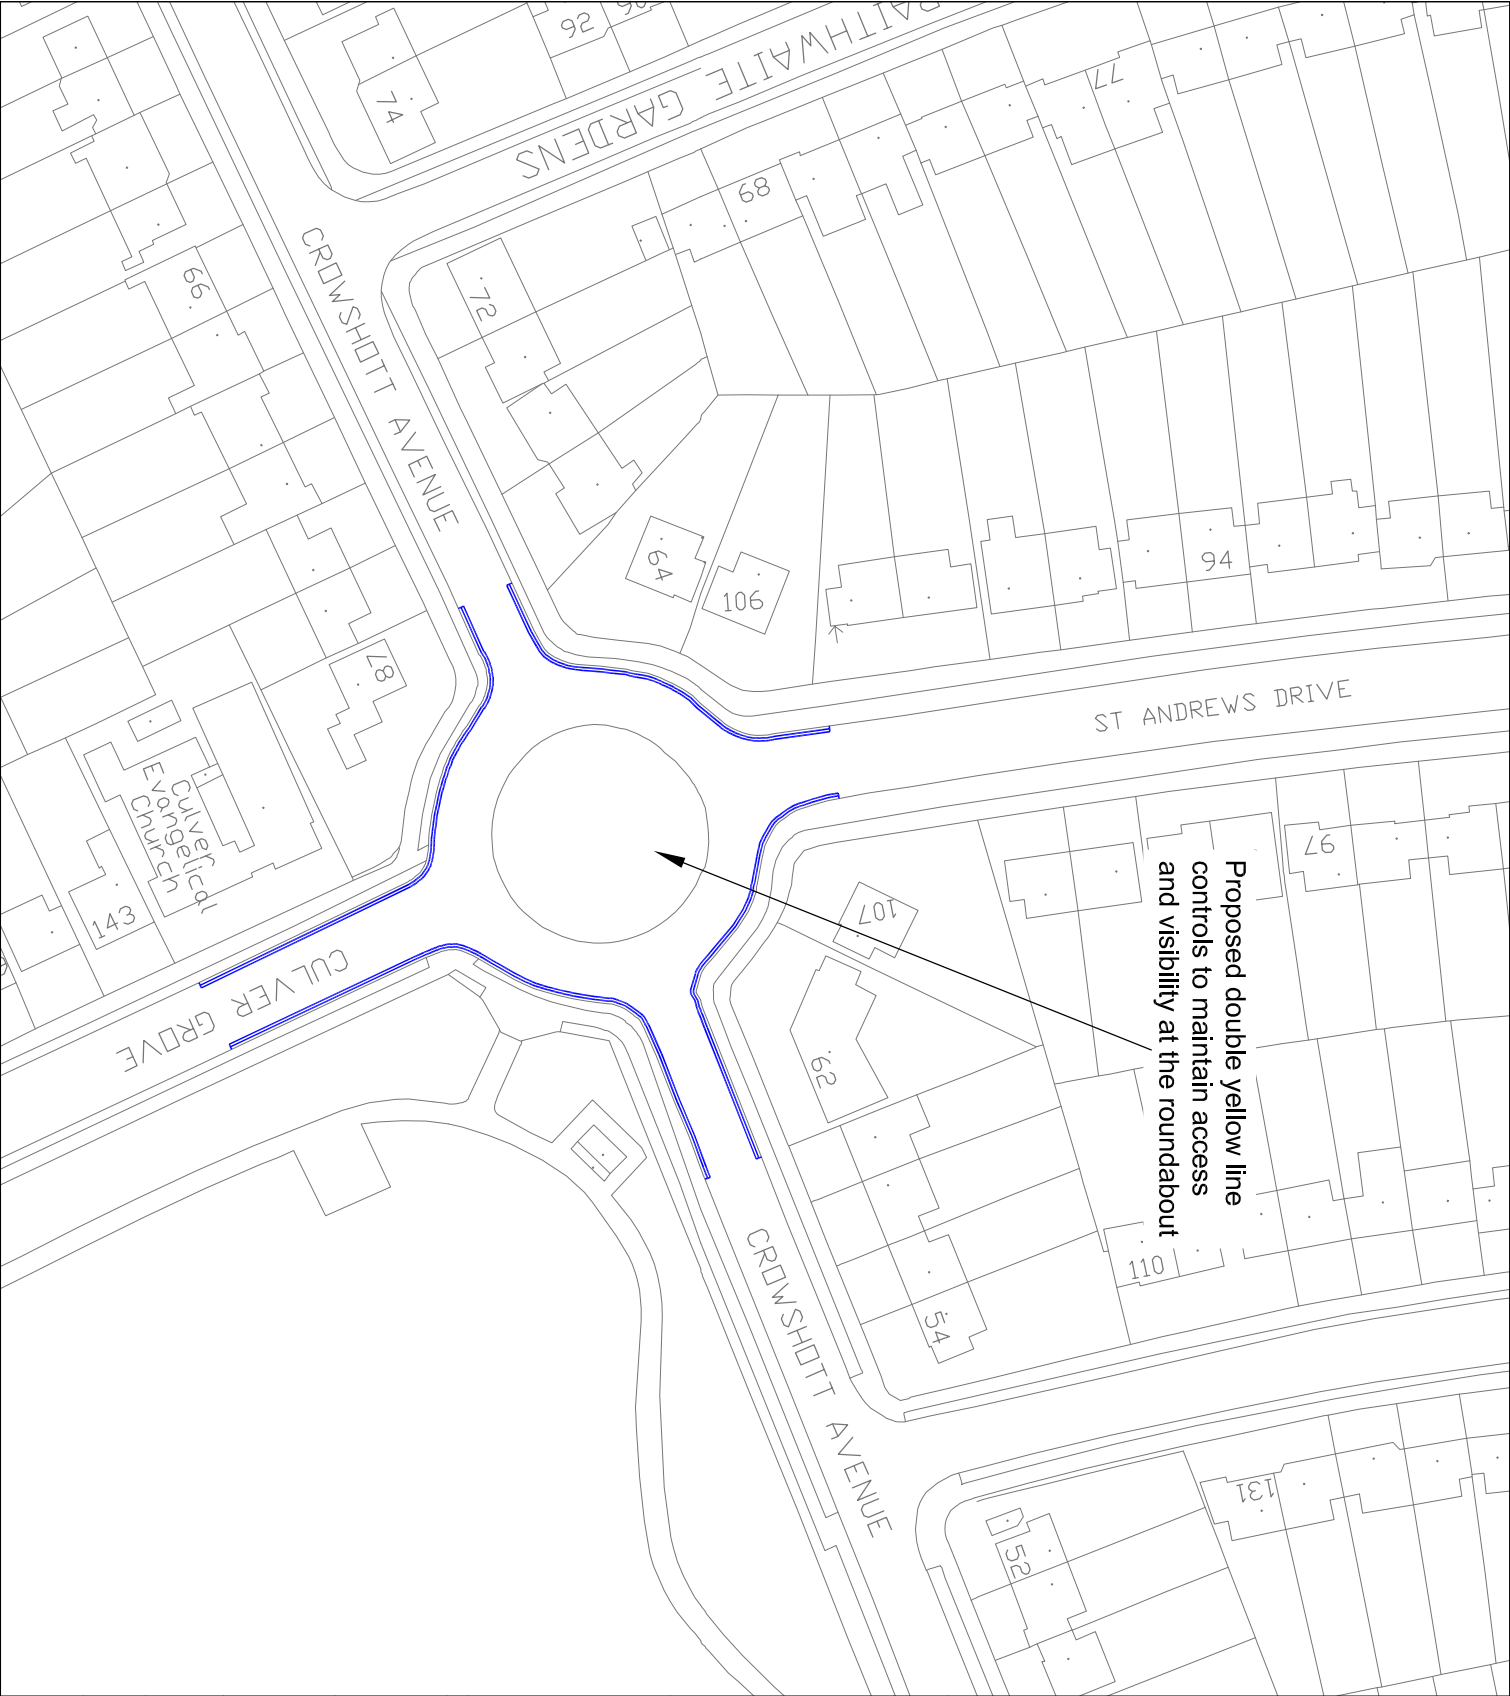 Proposed double yellow line
controls to maintain access
and visibility at the roundabout
GARDENS
CROWSHOTT AVENUE
ST ANDREWS DRIVE
CULVER GROVE
CROWSHOTT AVENUE
Culver
Evangelical
Church
74
92
77
68
72
66
64
106
94
87
97
143
107
62
110
54
131
52